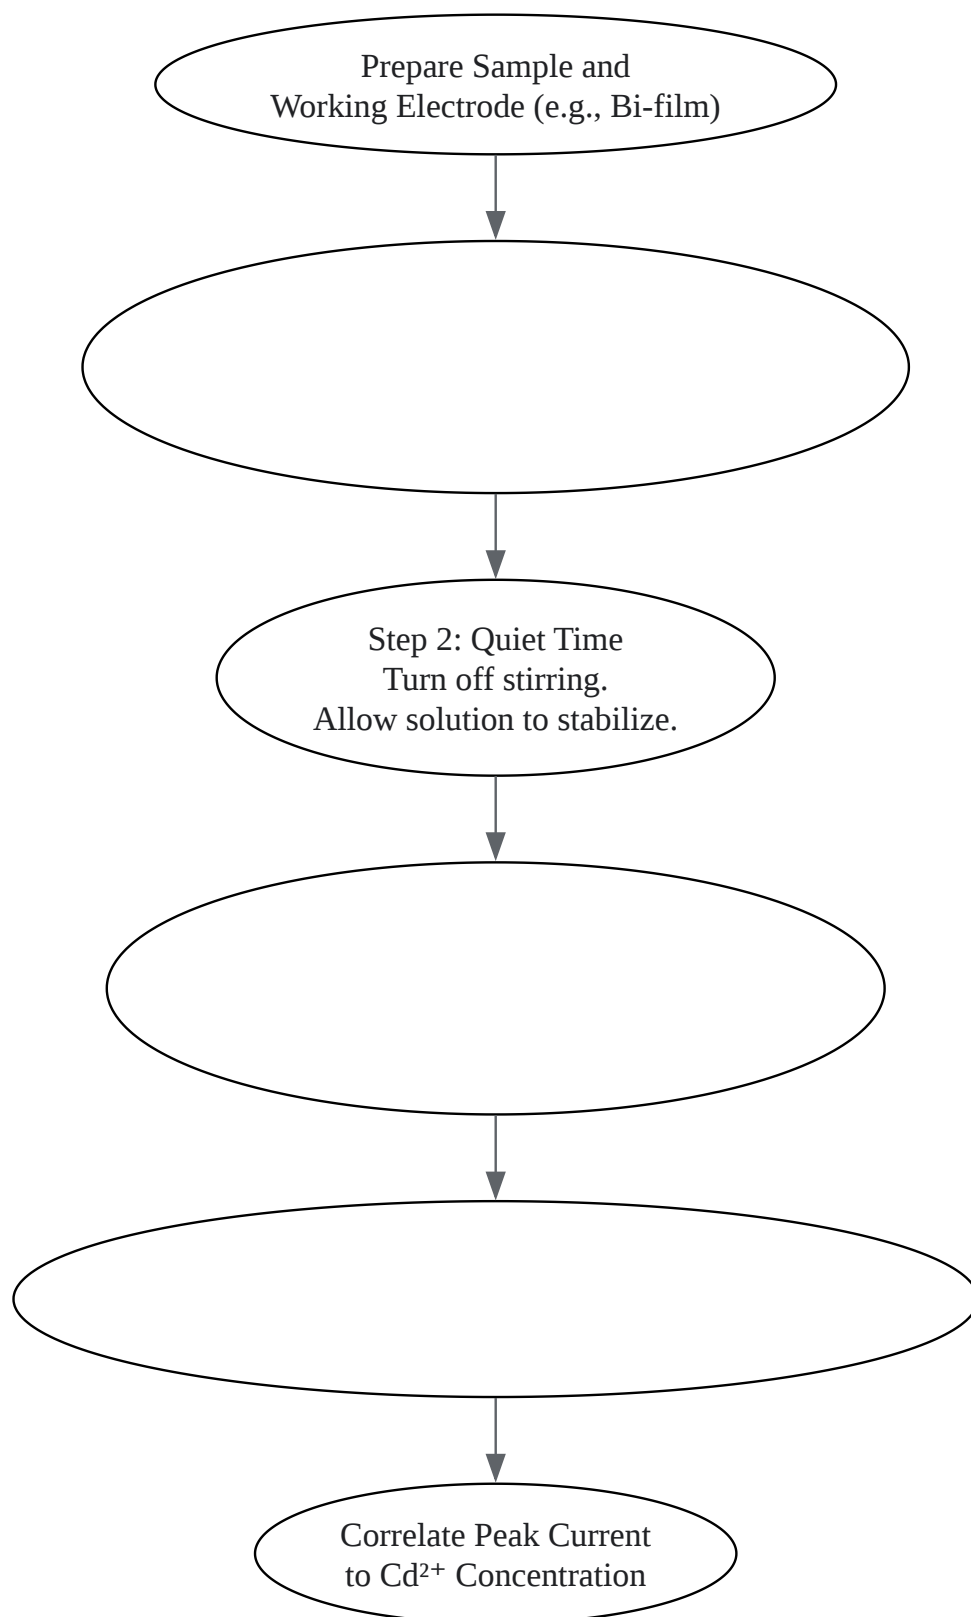 Prepare Sample and
Working Electrode (e.g., Bi-film)
Step 2: Quiet Time
Turn off stirring.
Allow solution to stabilize.
Correlate Peak Current
to Cd²⁺ Concentration